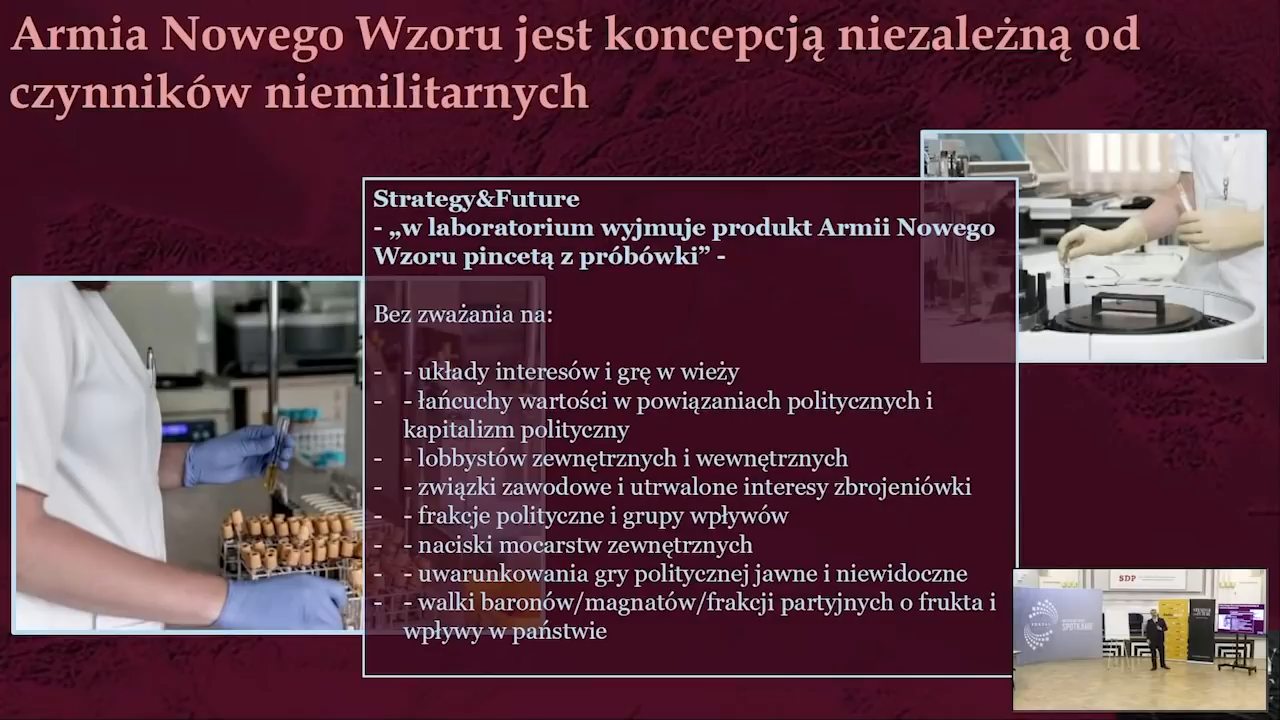 Armia Nowego Wzoru jest koncepcją niezależną od
czynników niemilitarnych
Strategy&Future
- „w laboratorium wyjmuje produkt Armii Nowego
Wzoru pincetą z próbówki” -
Bez zważania na:
- - układy interesów i grę w wieży
- - łańcuchy wartości w powiązaniach politycznych i
kapitalizm polityczny
- - lobbystów zewnętrznych i wewnętrznych
- - związki zawodowe i utrwalone interesy zbrojeniówki
- - frakcje polityczne i grupy wpływów
- - naciski mocarstw zewnętrznych
- - uwarunkowania gry politycznej jawne i niewidoczne
- - walki baronów/magnatów/frakcji partyjnych o frukta i
wpływy w państwie
SDP